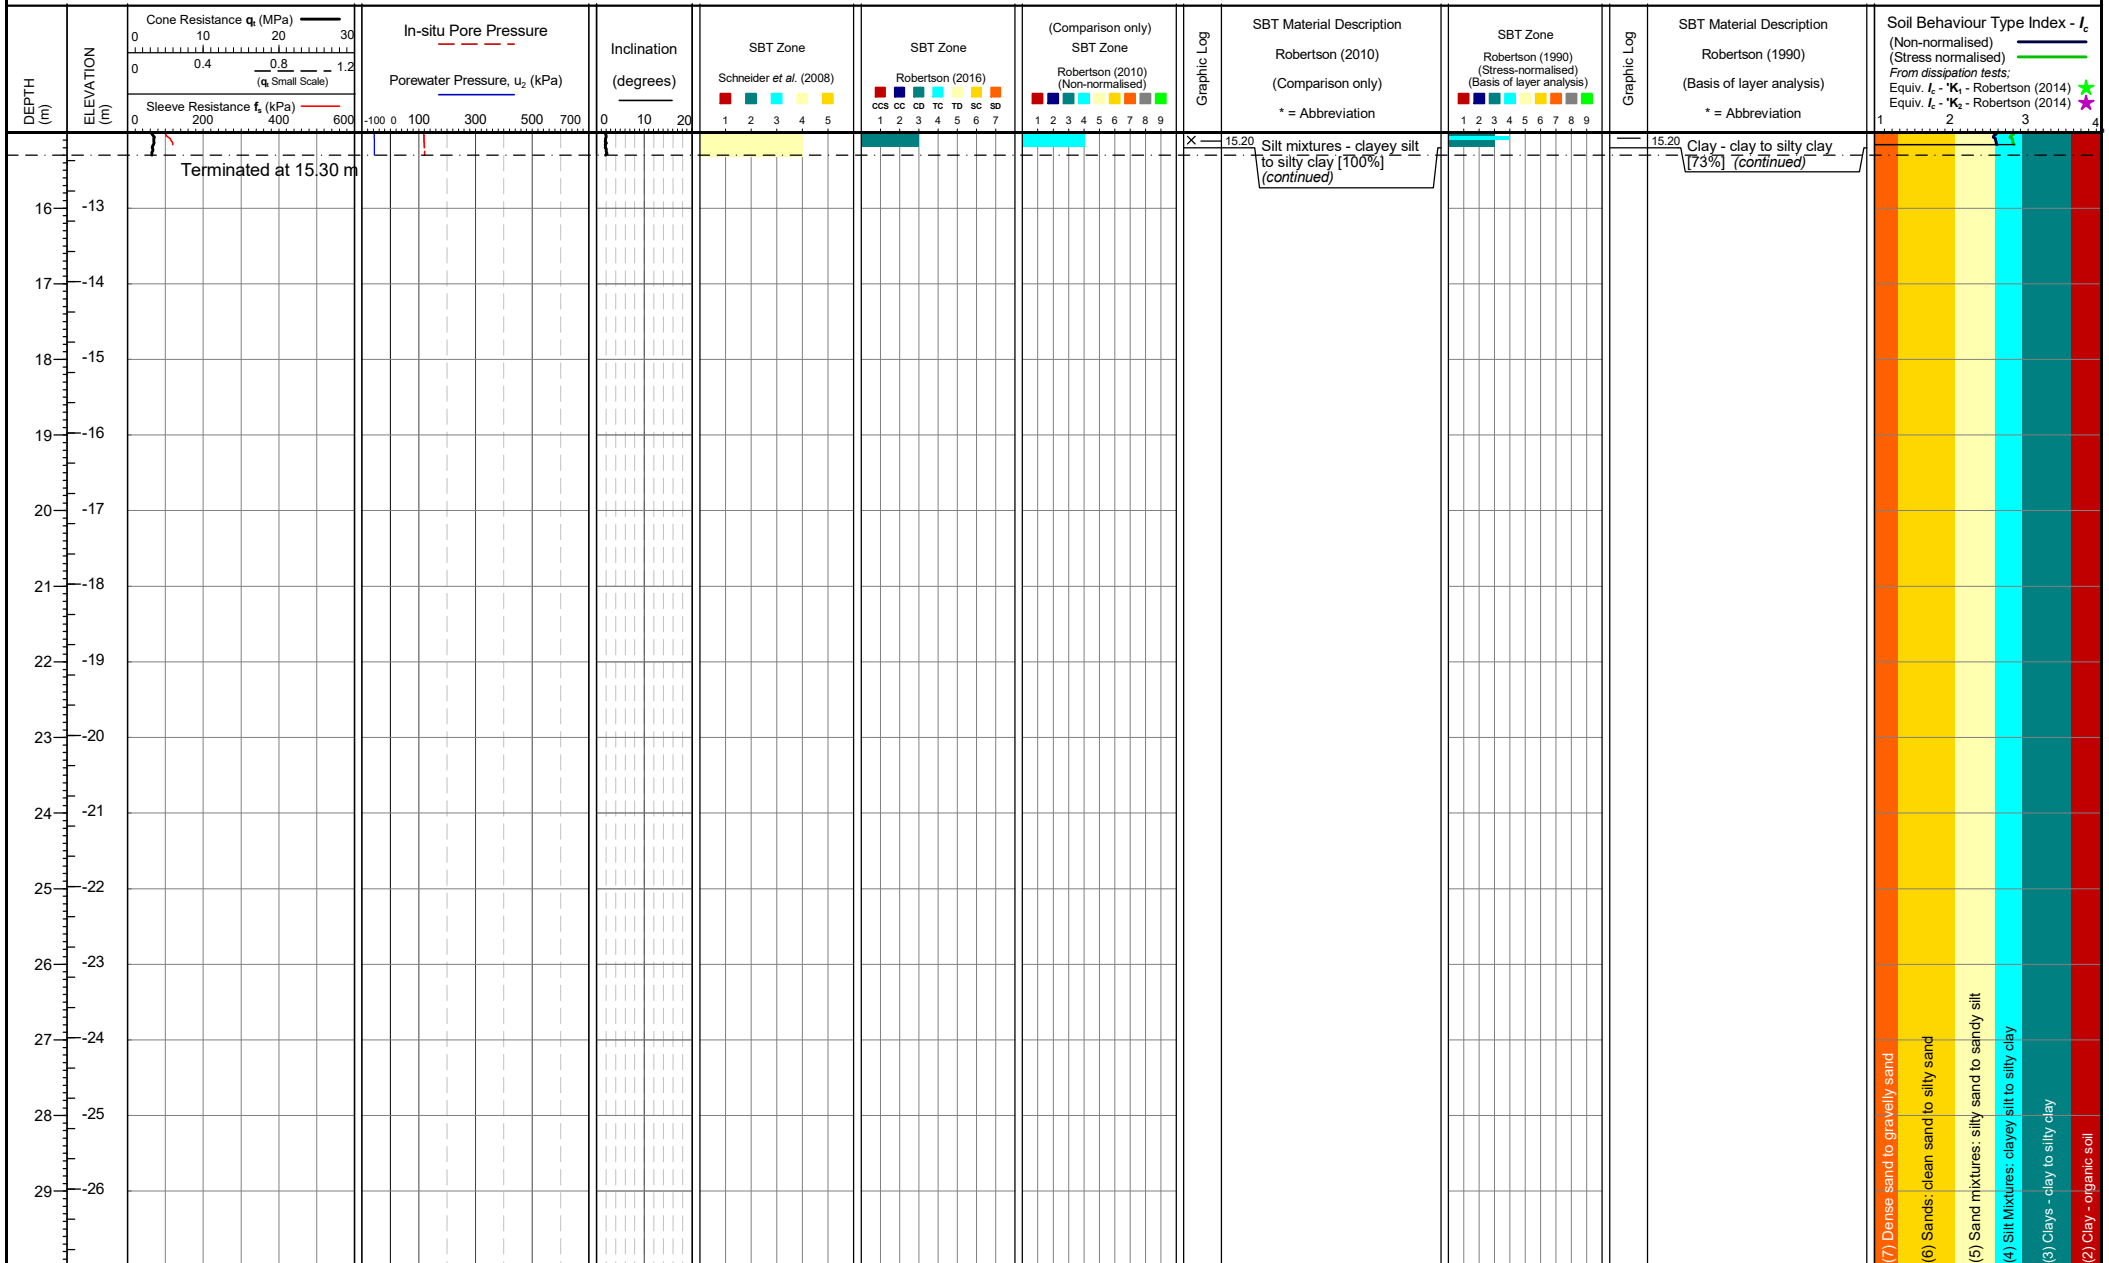 DEPTH
(m)
ELEVATION
(m)
Cone Resistance qt (MPa)
0 10 20 30
0 0.4 0.8 1.2
(qt Small Scale)
Sleeve Resistance fs (kPa)
0 200 400 600
In-situ Pore Pressure
Porewater Pressure, u2 (kPa)
-100 0 100 300 500 700
Inclination
(degrees)
0 10 20
SBT Zone
Schneider et al. (2008)
1 2 3 4 5
SBT Zone
Robertson (2016)
CCS CC CD TC TD SC SD
1 2 3 4 5 6 7
(Comparison only)
SBT Zone
Robertson (2010)
(Non-normalised)
1 2 3 4 5 6 7 8 9
Graphic Log
SBT Material Description
Robertson (2010)
(Comparison only)
* = Abbreviation
SBT Zone
Robertson (1990)
(Stress-normalised)
(Basis of layer analysis)
1 2 3 4 5 6 7 8 9
Graphic Log
SBT Material Description
Robertson (1990)
(Basis of layer analysis)
* = Abbreviation
Soil Behaviour Type Index - Ic
(Non-normalised)
(Stress normalised)
From dissipation tests;
Equiv. Ic - 'K1 - Robertson (2014)
Equiv. Ic - 'K2 - Robertson (2014)
1 2 3 4
15.20
Silt mixtures - clayey silt
to silty clay [100%]
(continued)
15.20
Clay - clay to silty clay
[73%] (continued)
Terminated at 15.30 m
16 -13
17 -14
18 -15
19 -16
20 -17
21 -18
22 -19
23 -20
24 -21
25 -22
26 -23
27 -24
28 -25
29 -26
(7) Dense sand to gravelly sand
(6) Sands: clean sand to silty sand
(5) Sand mixtures: silty sand to sandy silt
(4) Silt Mixtures: clayey silt to silty clay
(3) Clays - clay to silty clay
(2) Clay - organic soil